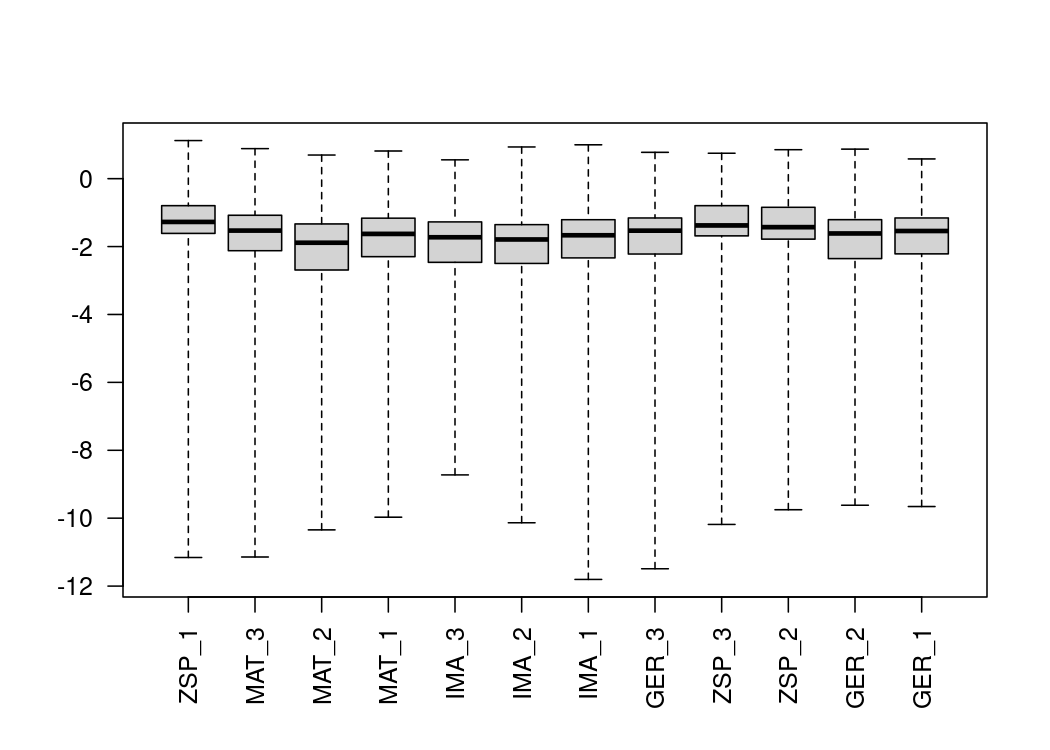 0
-2
-4
-6
-8
-10
-12
ZSP_1
MAT_3
MAT_2
MAT_1
IMA_3
IMA_2
IMA_1
GER_3
ZSP_3
ZSP_2
GER_2
GER_1